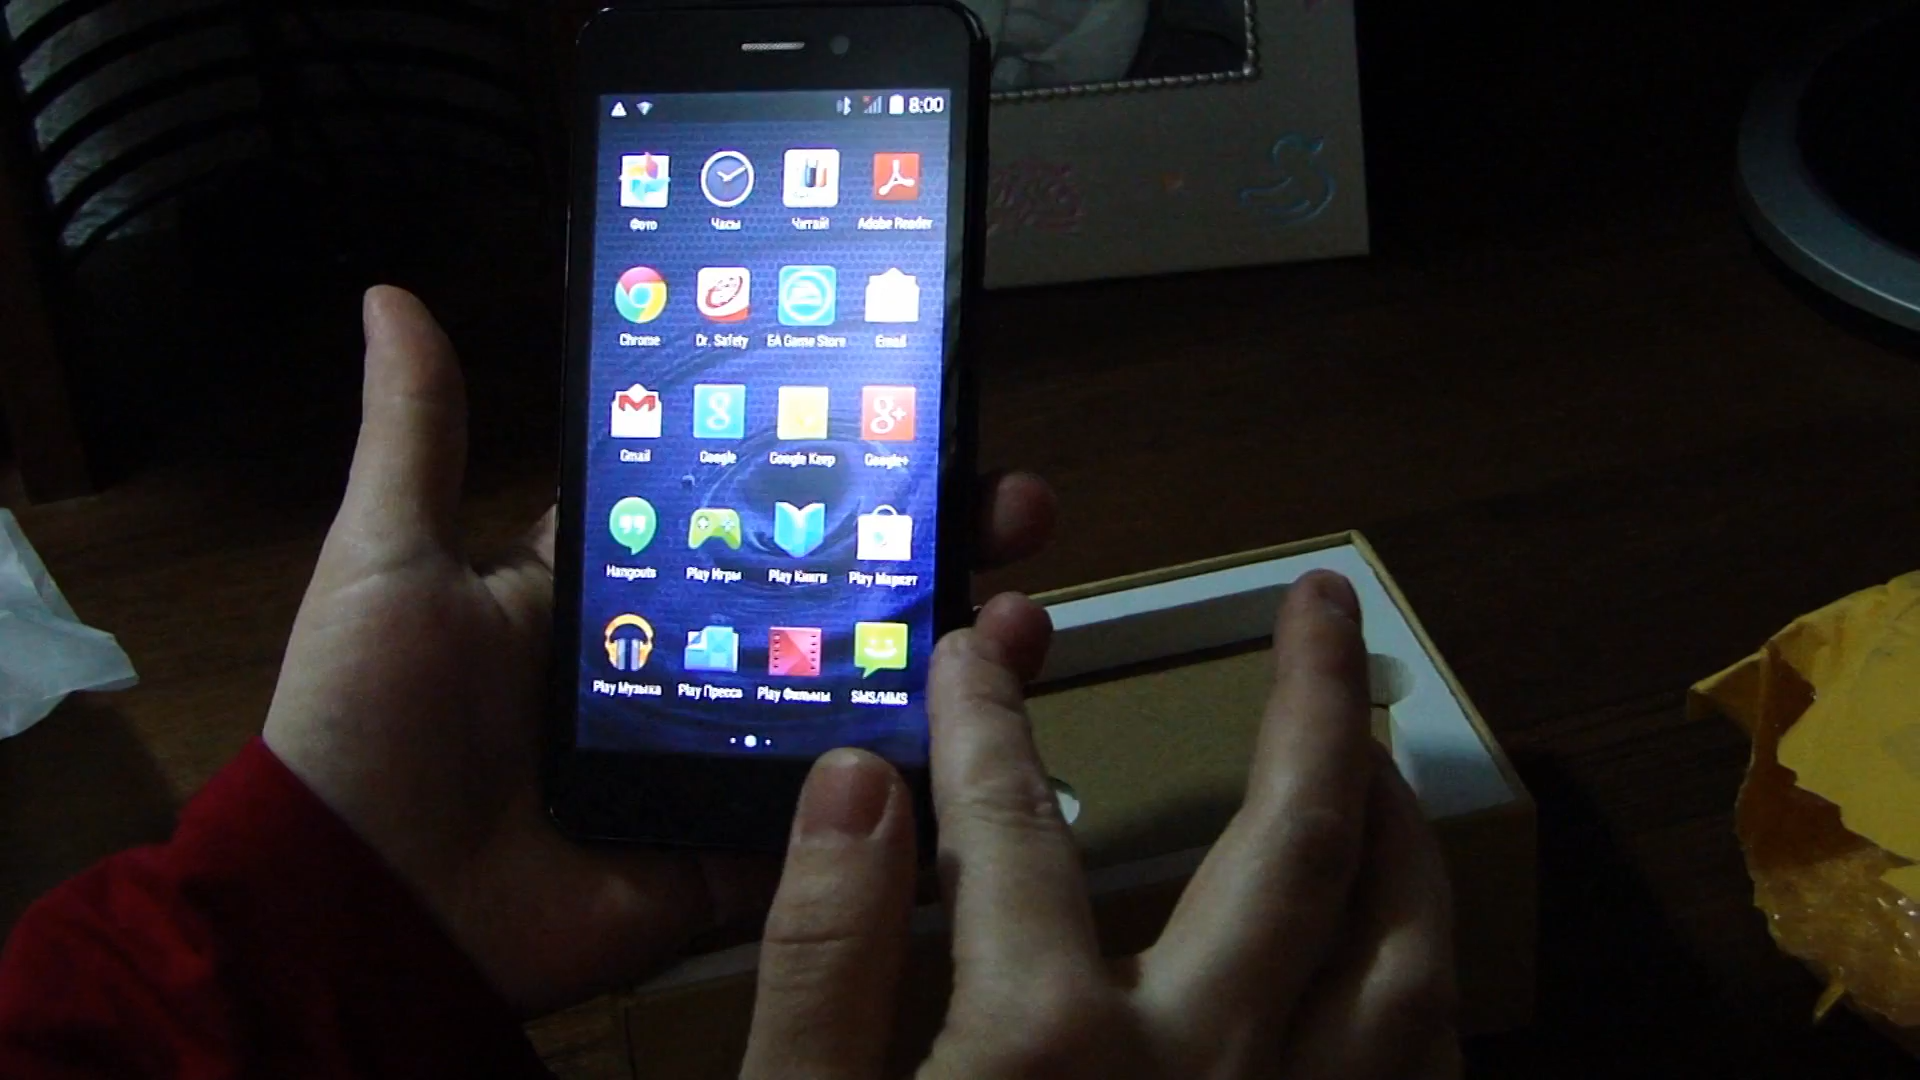 8:00
Фото Часы Читай! Adobe Reader
Chrome Dr. Safety EA Game Store Email
Gmail Google Google Keep Google+
Hangouts Play Игры Play Книги Play Маркет
Play Музыка Play Пресса Play Фильмы SMS/MMS